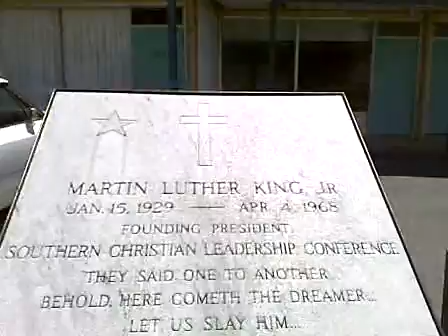 MARTIN LUTHER KING, JR
JAN. 15, 1929 — APR. 4, 1968
FOUNDING PRESIDENT,
SOUTHERN CHRISTIAN LEADERSHIP CONFERENCE
THEY SAID ONE TO ANOTHER
BEHOLD, HERE COMETH THE DREAMER...
LET US SLAY HIM...